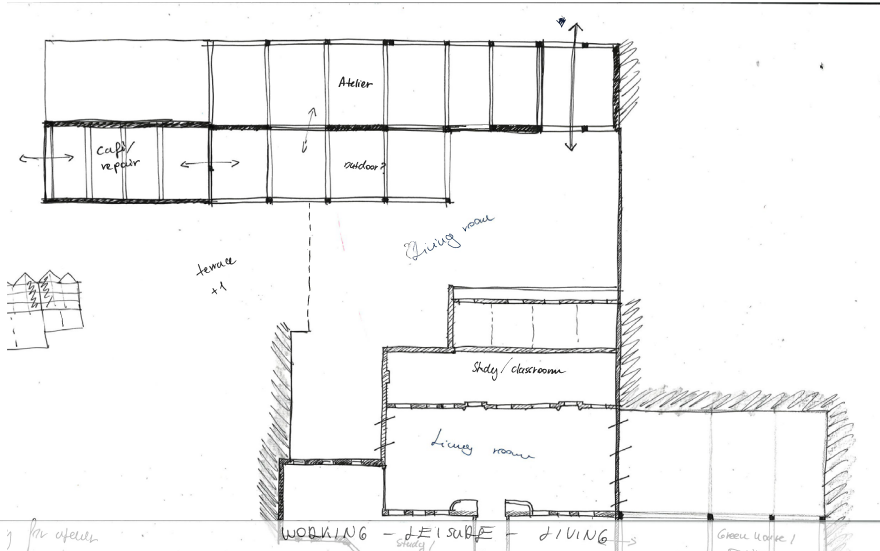 Atelier
Café/
repair
outdoor?
??Living room
terrace
+1
Study/classroom
Living room
WORKING - LEISURE - LIVING
for atelier
Study/
Green house/